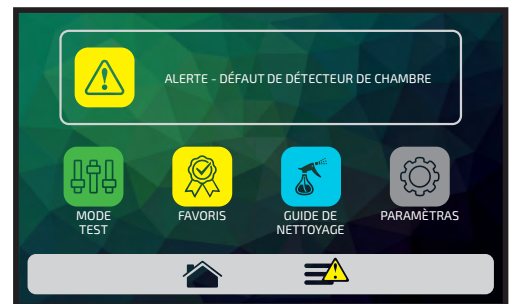 ALERTE - DÉFAUT DE DÉTECTEUR DE CHAMBRE
MODE
TEST
FAVORIS
GUIDE DE
NETTOYAGE
PARAMÈTRAS